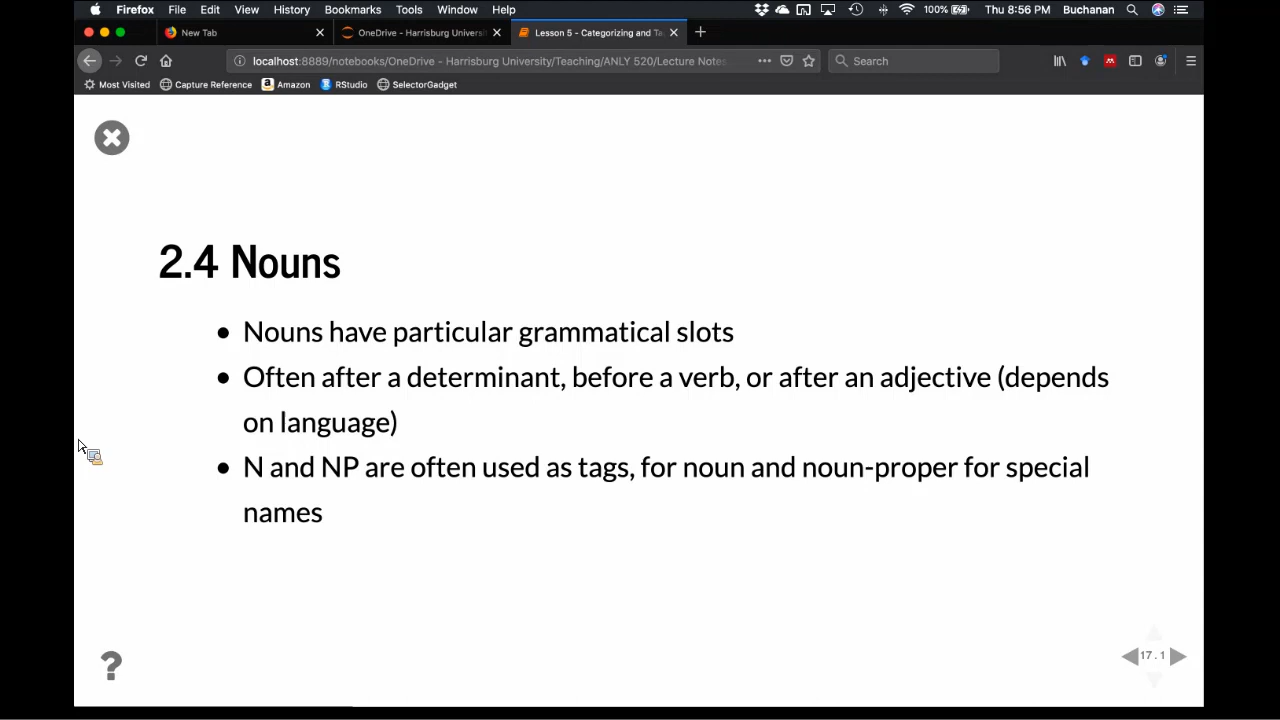 Firefox File Edit View History Bookmarks Tools Window Help 100% Thu 8:56 PM Buchanan
New Tab OneDrive - Harrisburg Universi Lesson 5 - Categorizing and Ta
localhost:8889/notebooks/OneDrive - Harrisburg University/Teaching/ANLY 520/Lecture Notes Search
Most Visited Capture Reference Amazon RStudio SelectorGadget
2.4 Nouns
• Nouns have particular grammatical slots
• Often after a determinant, before a verb, or after an adjective (depends
on language)
• N and NP are often used as tags, for noun and noun-proper for special
names
?
17.1